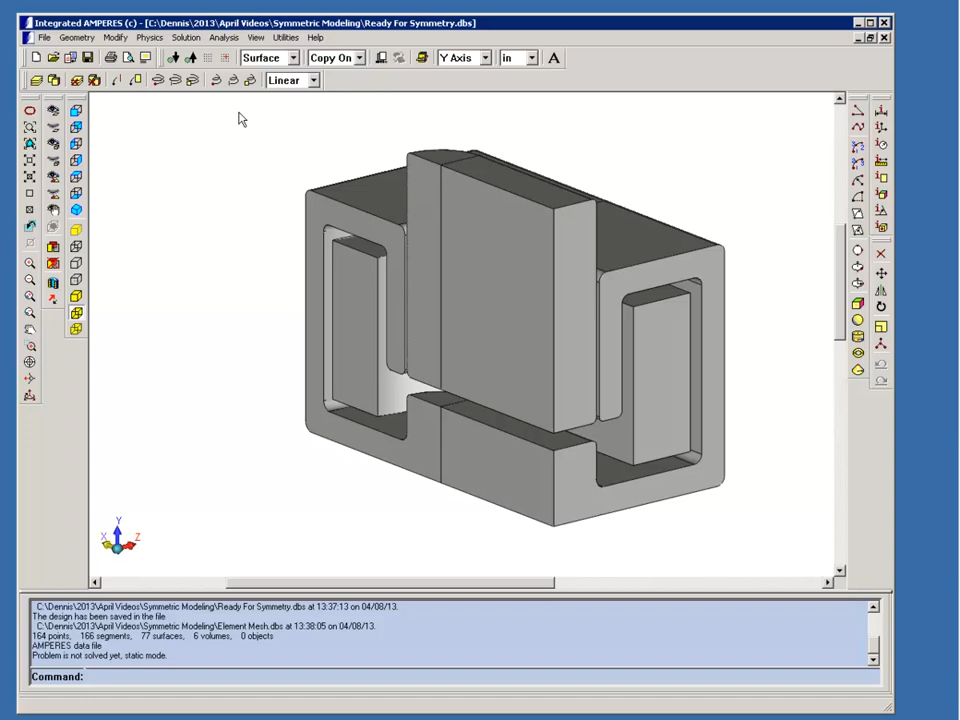 Integrated AMPERES (c) - [C:\Dennis\2013\April Videos\Symmetric Modeling\Ready For Symmetry.dbs]
File Geometry Modify Physics Solution Analysis View Utilities Help
Surface Copy On Y Axis in A
Linear
Y
X Z
C:\Dennis\2013\April Videos\Symmetric Modeling\Ready For Symmetry.dbs at 13:37:13 on 04/08/13.
The design has been saved in the file
C:\Dennis\2013\April Videos\Symmetric Modeling\Element Mesh.dbs at 13:38:05 on 04/08/13.
164 points, 166 segments, 77 surfaces, 6 volumes, 0 objects
AMPERES data file
Problem is not solved yet, static mode.
Command: